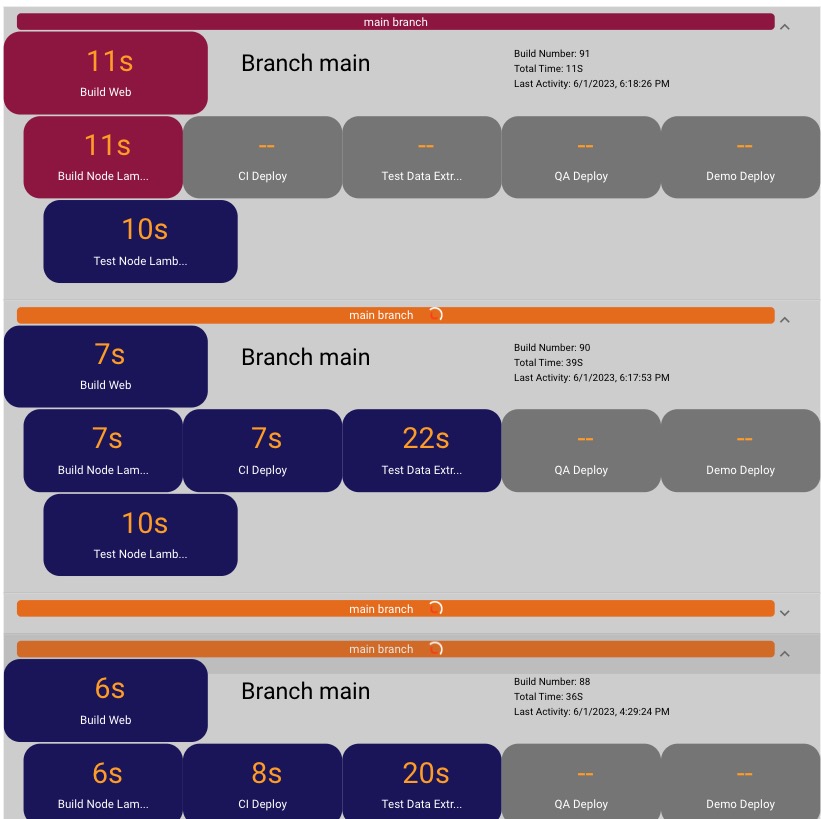 main branch
11s
Build Web
Branch main
Build Number: 91
Total Time: 11S
Last Activity: 6/1/2023, 6:18:26 PM
11s
Build Node Lam...
--
CI Deploy
--
Test Data Extr...
--
QA Deploy
--
Demo Deploy
10s
Test Node Lamb...
main branch
7s
Build Web
Branch main
Build Number: 90
Total Time: 39S
Last Activity: 6/1/2023, 6:17:53 PM
7s
Build Node Lam...
7s
CI Deploy
22s
Test Data Extr...
--
QA Deploy
--
Demo Deploy
10s
Test Node Lamb...
main branch
main branch
6s
Build Web
Branch main
Build Number: 88
Total Time: 36S
Last Activity: 6/1/2023, 4:29:24 PM
6s
Build Node Lam...
8s
CI Deploy
20s
Test Data Extr...
--
QA Deploy
--
Demo Deploy